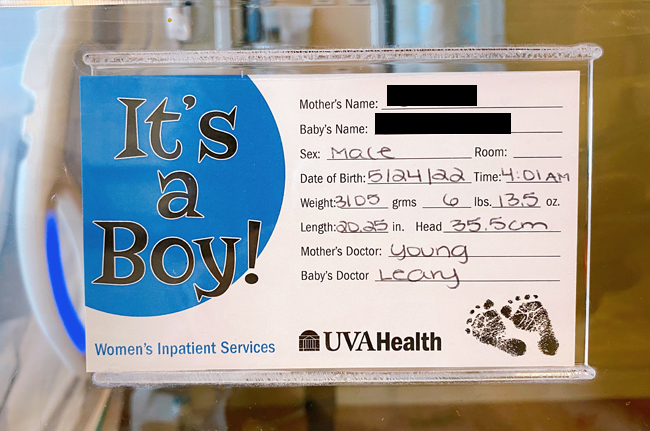 It's
a
Boy!
Women's Inpatient Services
Mother's Name:
Baby's Name:
Sex: Male Room:
Date of Birth: 5/24/22 Time: 4:01 AM
Weight: 3105 grms 6 lbs. 13.5 oz.
Length: 20.25 in. Head 35.5cm
Mother's Doctor: Young
Baby's Doctor Leary
UVAHealth